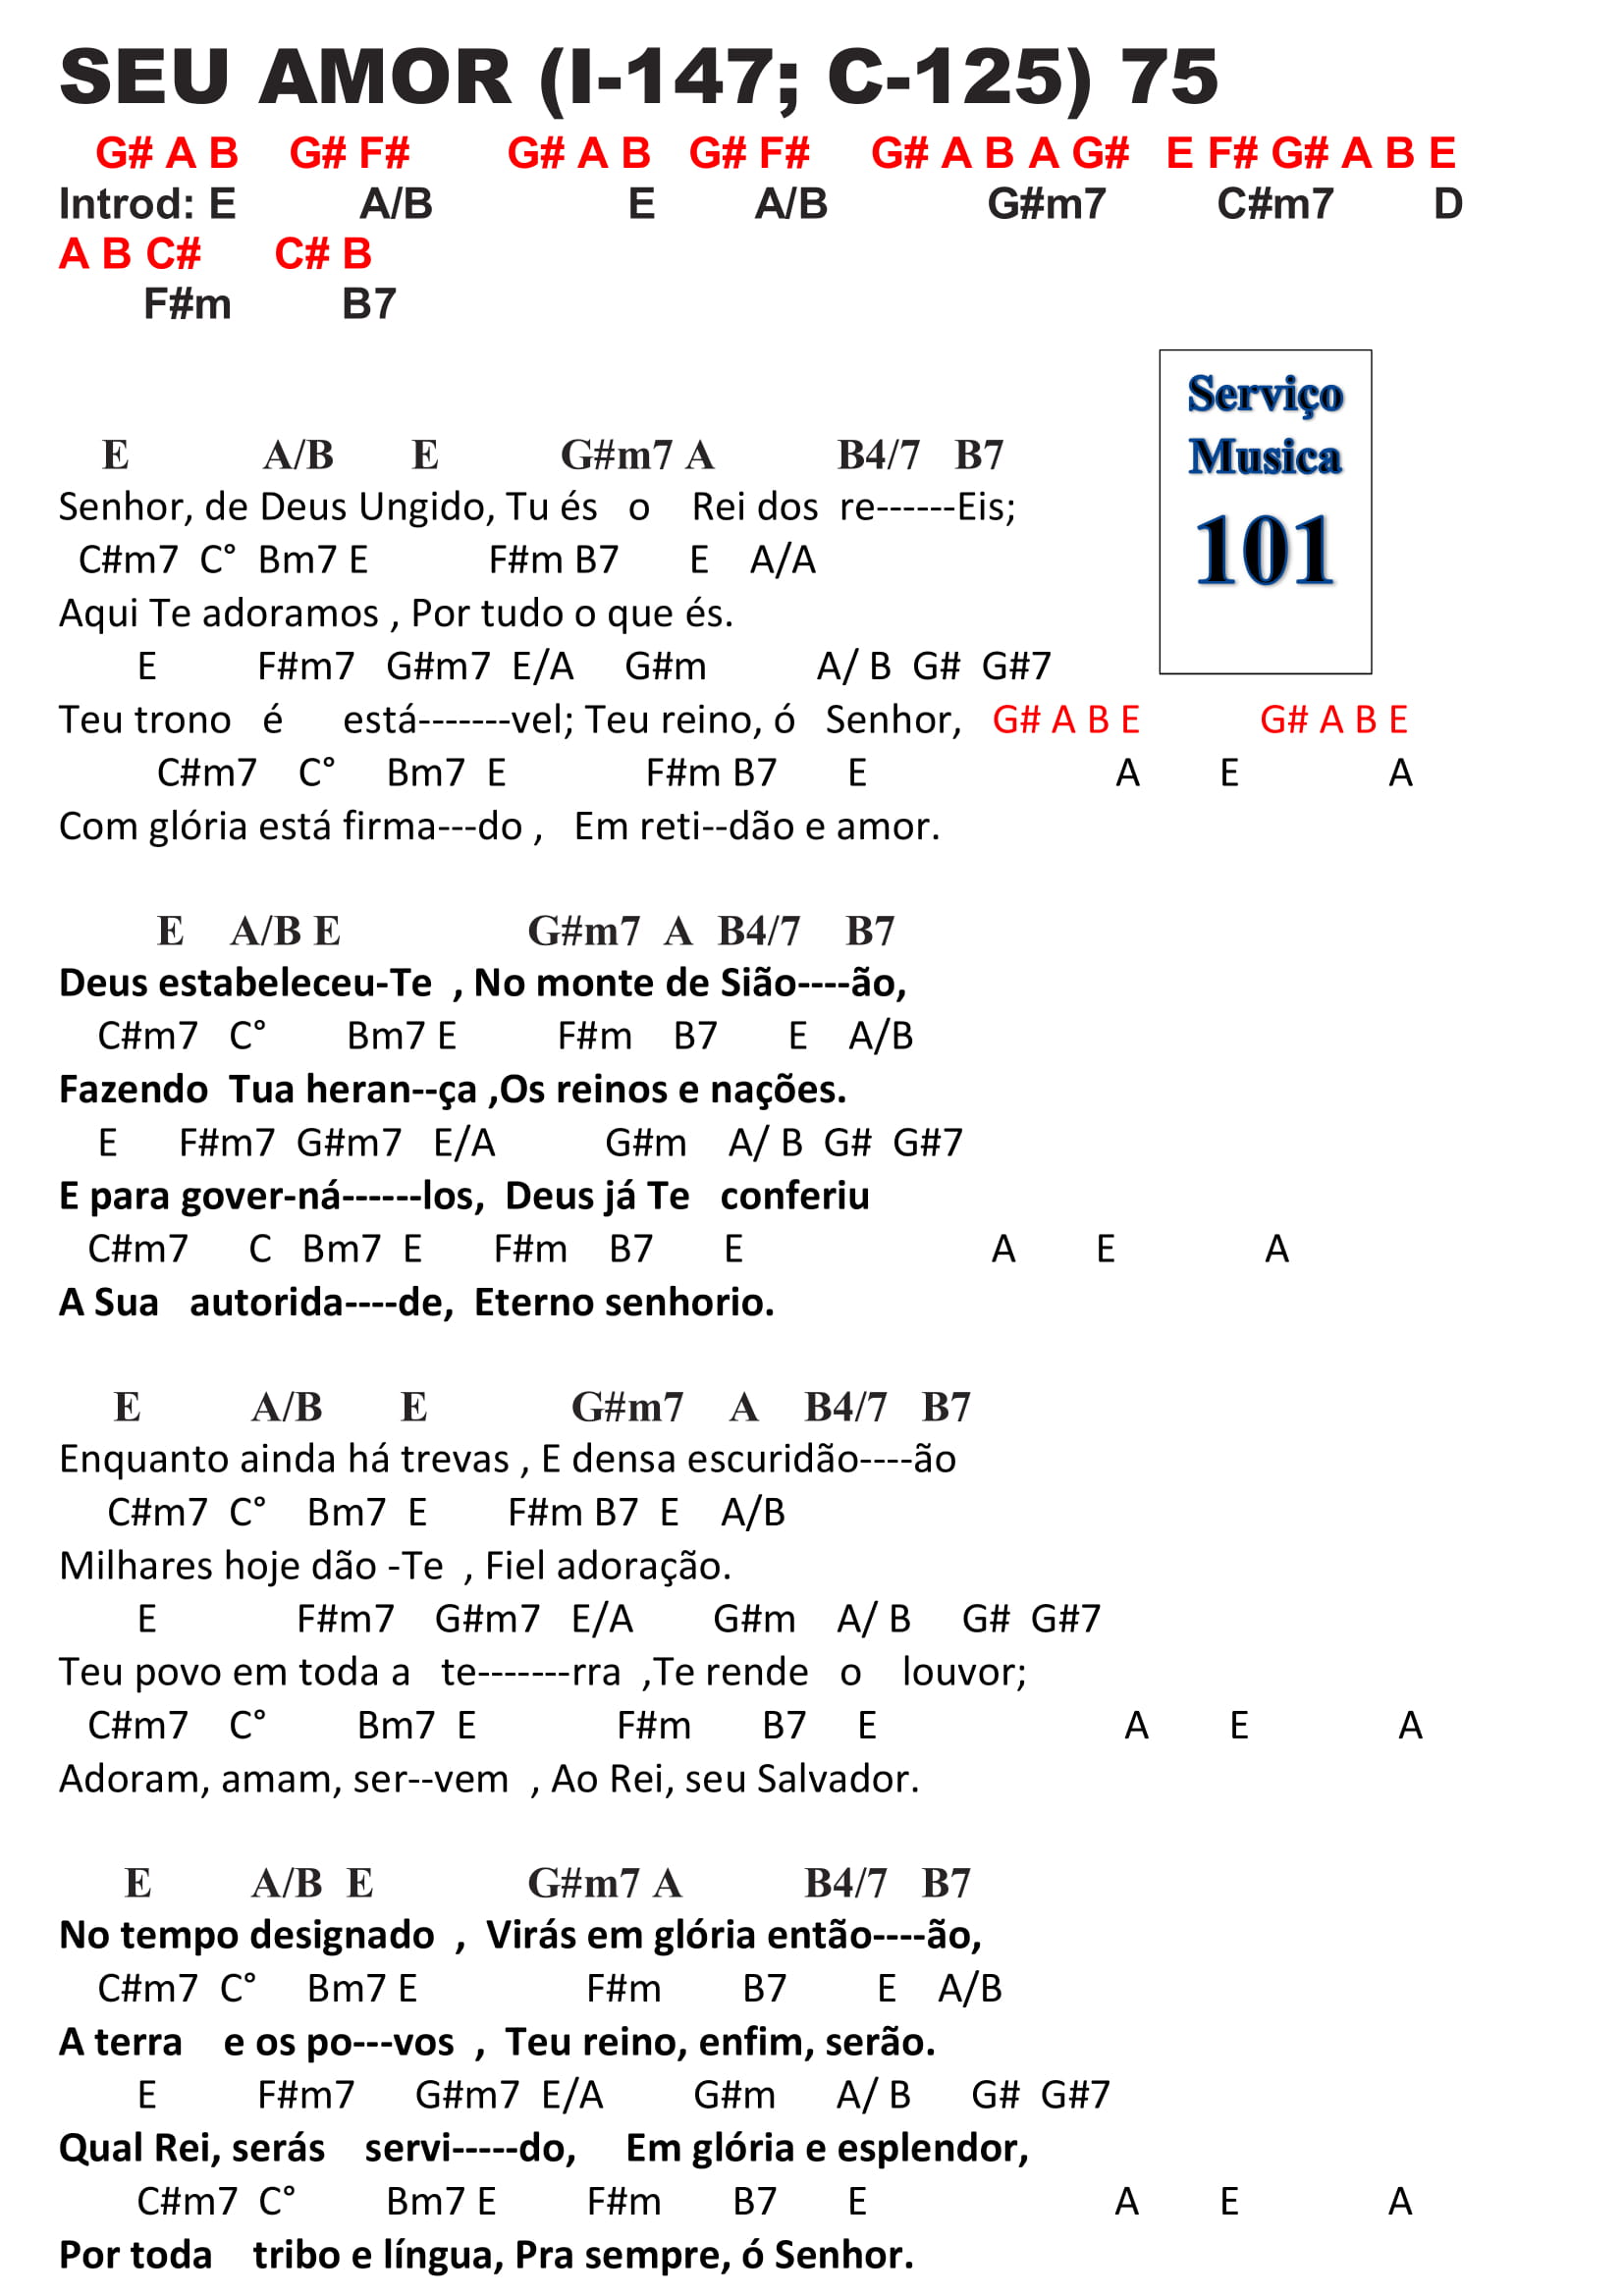 SEU AMOR (I-147; C-125) 75
G# A B G# F# G# A B G# F# G# A B A G# E F# G# A B E
Introd: E A/B E A/B G#m7 C#m7 D
A B C# C# B
F#m B7
Serviço
Musica
101
E A/B E G#m7 A B4/7 B7
Senhor, de Deus Ungido, Tu és o Rei dos re------Eis;
C#m7 C° Bm7 E F#m B7 E A/A
Aqui Te adoramos , Por tudo o que és.
E F#m7 G#m7 E/A G#m A/ B G# G#7
Teu trono é está-------vel; Teu reino, ó Senhor, G# A B E G# A B E
C#m7 C° Bm7 E F#m B7 E A E A
Com glória está firma---do , Em reti--dão e amor.
E A/B E G#m7 A B4/7 B7
Deus estabeleceu-Te , No monte de Sião----ão,
C#m7 C° Bm7 E F#m B7 E A/B
Fazendo Tua heran--ça ,Os reinos e nações.
E F#m7 G#m7 E/A G#m A/ B G# G#7
E para gover-ná------los, Deus já Te conferiu
C#m7 C Bm7 E F#m B7 E A E A
A Sua autorida----de, Eterno senhorio.
E A/B E G#m7 A B4/7 B7
Enquanto ainda há trevas , E densa escuridão----ão
C#m7 C° Bm7 E F#m B7 E A/B
Milhares hoje dão -Te , Fiel adoração.
E F#m7 G#m7 E/A G#m A/ B G# G#7
Teu povo em toda a te-------rra ,Te rende o louvor;
C#m7 C° Bm7 E F#m B7 E A E A
Adoram, amam, ser--vem , Ao Rei, seu Salvador.
E A/B E G#m7 A B4/7 B7
No tempo designado , Virás em glória então----ão,
C#m7 C° Bm7 E F#m B7 E A/B
A terra e os po---vos , Teu reino, enfim, serão.
E F#m7 G#m7 E/A G#m A/ B G# G#7
Qual Rei, serás servi-----do, Em glória e esplendor,
C#m7 C° Bm7 E F#m B7 E A E A
Por toda tribo e língua, Pra sempre, ó Senhor.